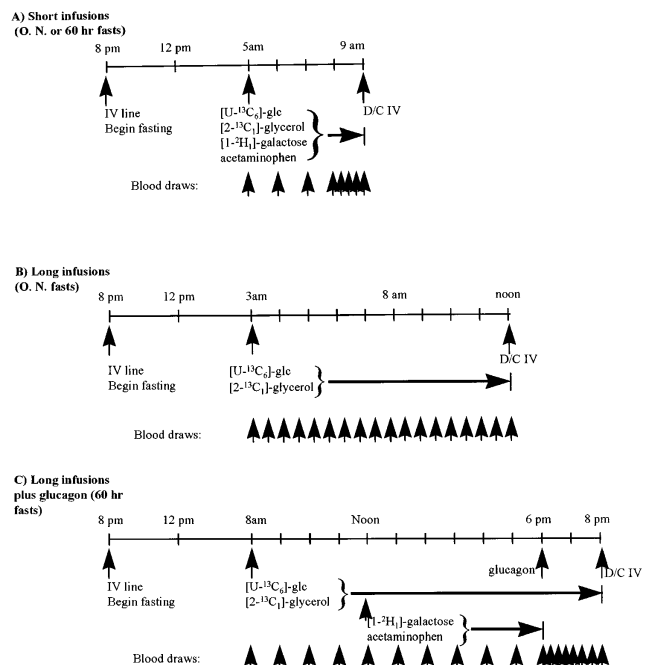 A) Short infusions
(O. N. or 60 hr fasts)
8 pm 12 pm 5am 9 am
IV line
Begin fasting
[U-¹³C₆]-glc
[2-¹³C₁]-glycerol
[1-²H₁]-galactose
acetaminophen
D/C IV
Blood draws:
B) Long infusions
(O. N. fasts)
8 pm 12 pm 3am 8 am noon
D/C IV
IV line
Begin fasting
[U-¹³C₆]-glc
[2-¹³C₁]-glycerol
Blood draws:
C) Long infusions
plus glucagon (60 hr
fasts)
8 pm 12 pm 8am Noon 6 pm 8 pm
glucagon D/C IV
IV line
Begin fasting
[U-¹³C₆]-glc
[2-¹³C₁]-glycerol
[1-²H₁]-galactose
acetaminophen
Blood draws: